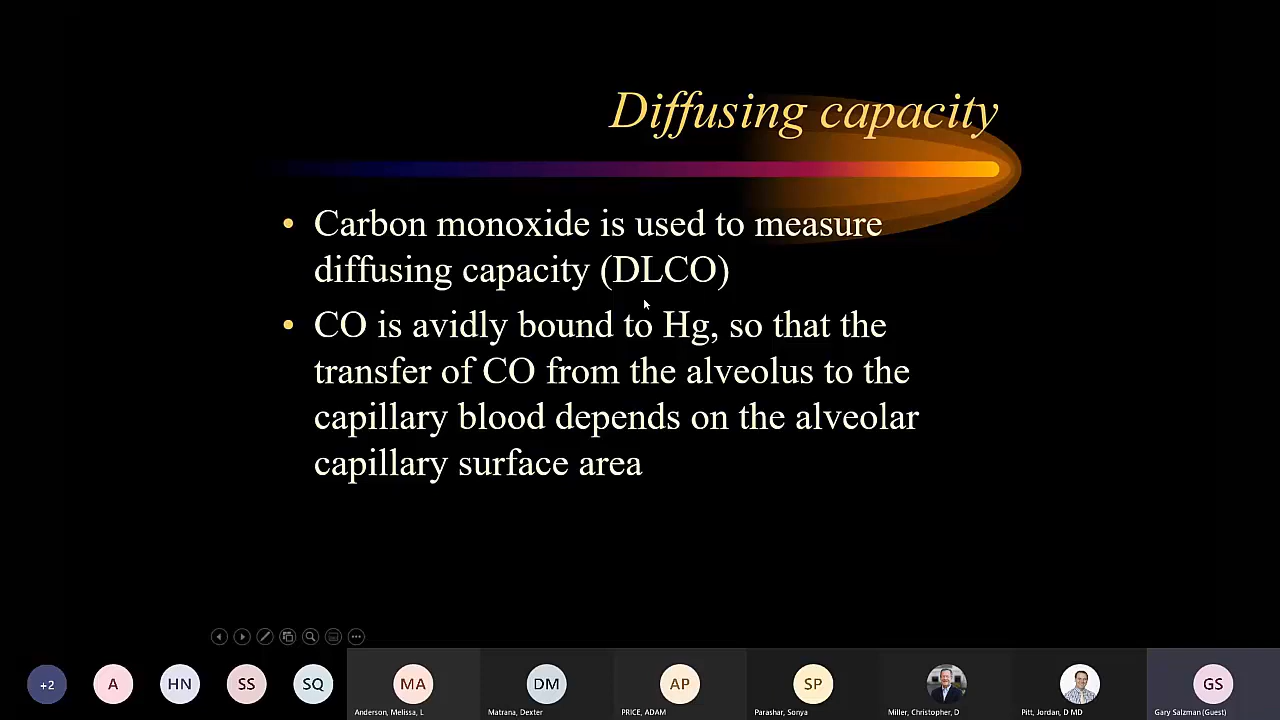 Diffusing capacity
• Carbon monoxide is used to measure
diffusing capacity (DLCO)
• CO is avidly bound to Hg, so that the
transfer of CO from the alveolus to the
capillary blood depends on the alveolar
capillary surface area
+2
A
HN
SS
SQ
MA
DM
AP
SP
GS
Anderson, Melissa, L
Matrana, Dexter
PRICE, ADAM
Parashar, Sonya
Miller, Christopher, D
Pitt, Jordan, D MD
Gary Salzman (Guest)